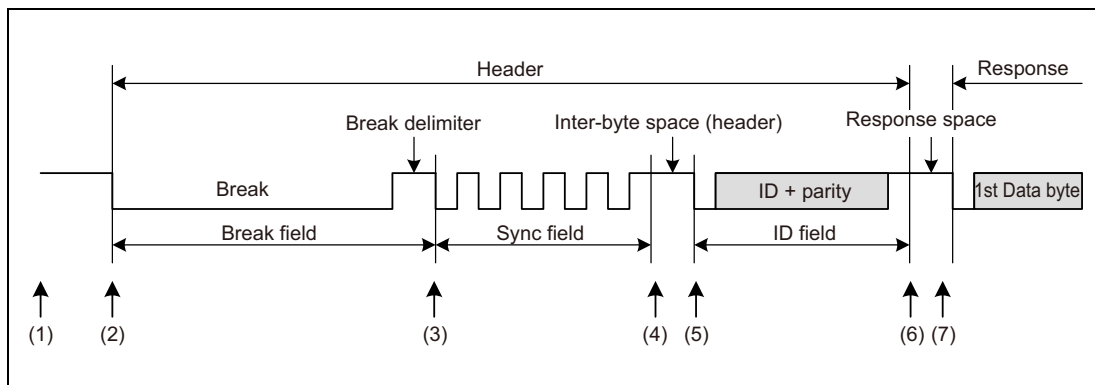 Header
Response
Break delimiter
Inter-byte space (header)
Response space
Break
ID + parity
1st Data byte
Break field
Sync field
ID field
(1)
(2)
(3)
(4)
(5)
(6)
(7)